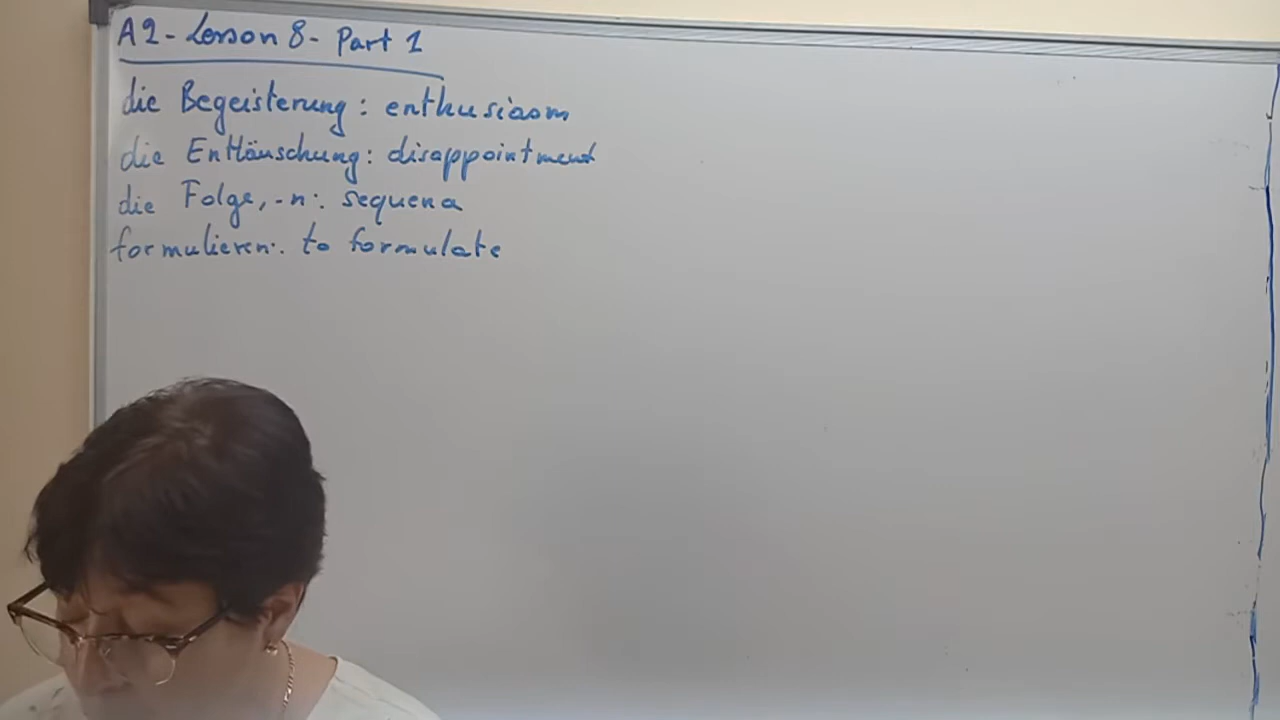 A2 - Lesson 8 - Part 1
die Begeisterung : enthusiasm
die Enttäuschung : disappointment
die Folge, -n : sequence
formulieren : to formulate